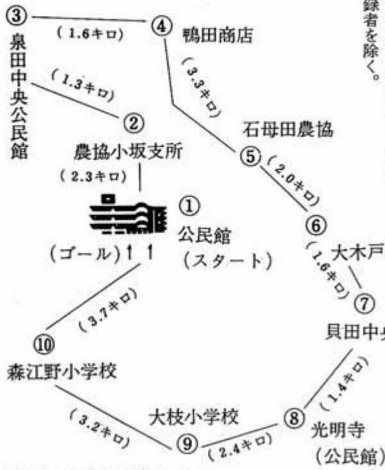 録者を除く。
③
泉田中央公民館
(1.6キロ)
④
鴨田商店
(1.3キロ)
(3.3キロ)
②
農協小坂支所
(2.3キロ)
石母田農協
⑤
(2.0キロ)
⑥
大木戸
①
公民館
(スタート)
(ゴール)
(1.6キロ)
⑦
貝田中央
(3.7キロ)
(1.4キロ)
⑩
森江野小学校
(3.2キロ)
大枝小学校
⑨
(2.4キロ)
⑧
光明寺
(公民館)